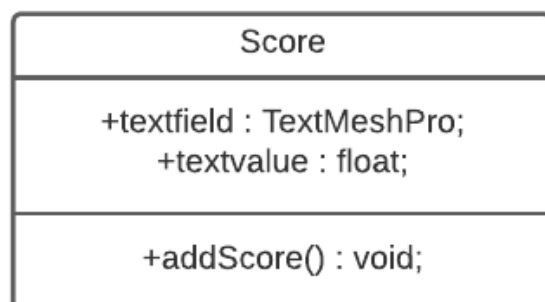 Score
+textfield : TextMeshPro;
+textvalue : float;
+addScore() : void;